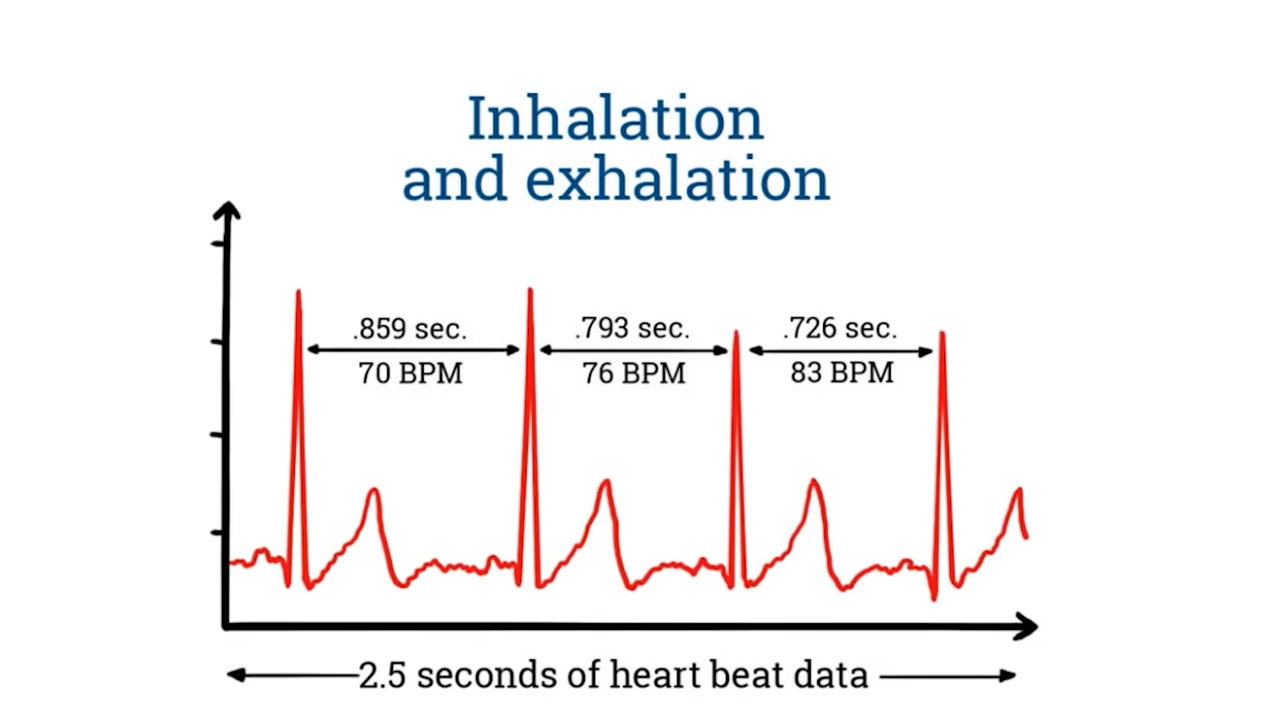 Inhalation
and exhalation
.859 sec.
70 BPM
.793 sec.
76 BPM
.726 sec.
83 BPM
2.5 seconds of heart beat data